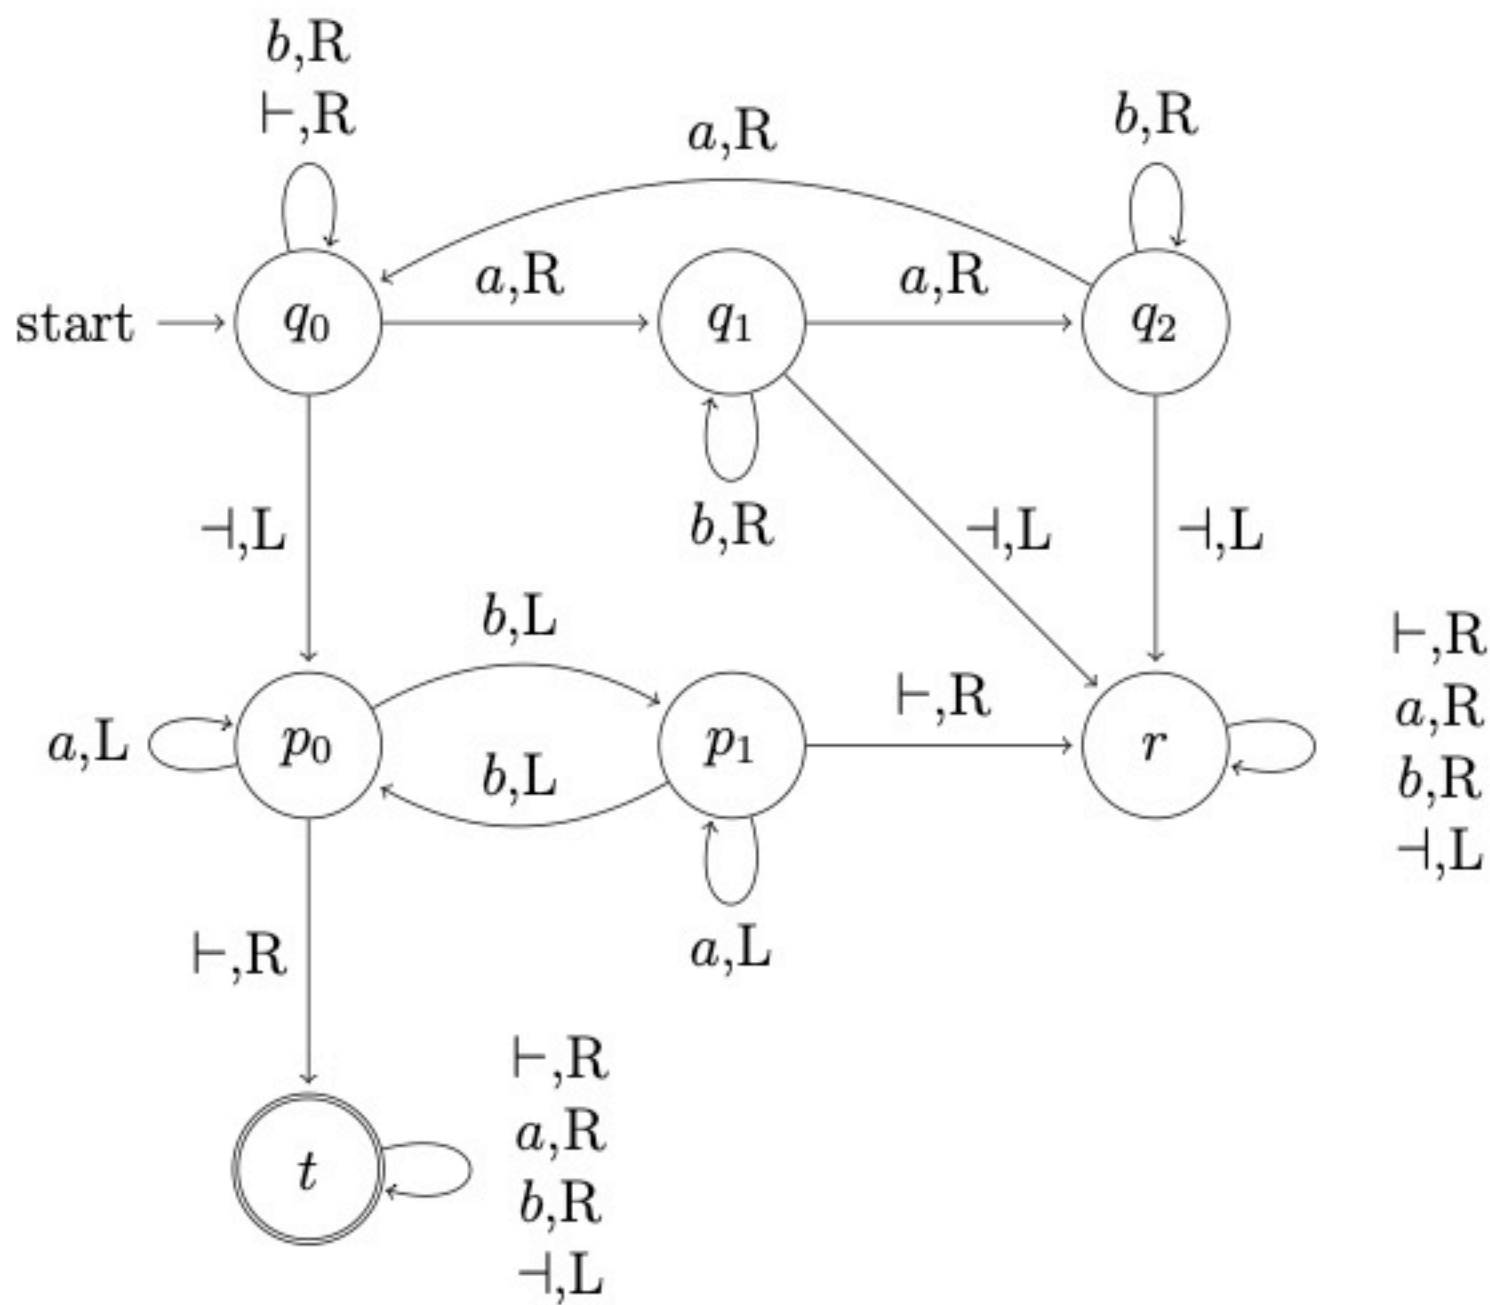 b,R
⊢,R
a,R
b,R
start
q₀
a,R
q₁
a,R
q₂
b,R
⊣,L
⊣,L
⊣,L
b,L
a,L
p₀
p₁
⊢,R
r
⊢,R
a,R
b,R
⊣,L
b,L
a,L
⊢,R
t
⊢,R
a,R
b,R
⊣,L